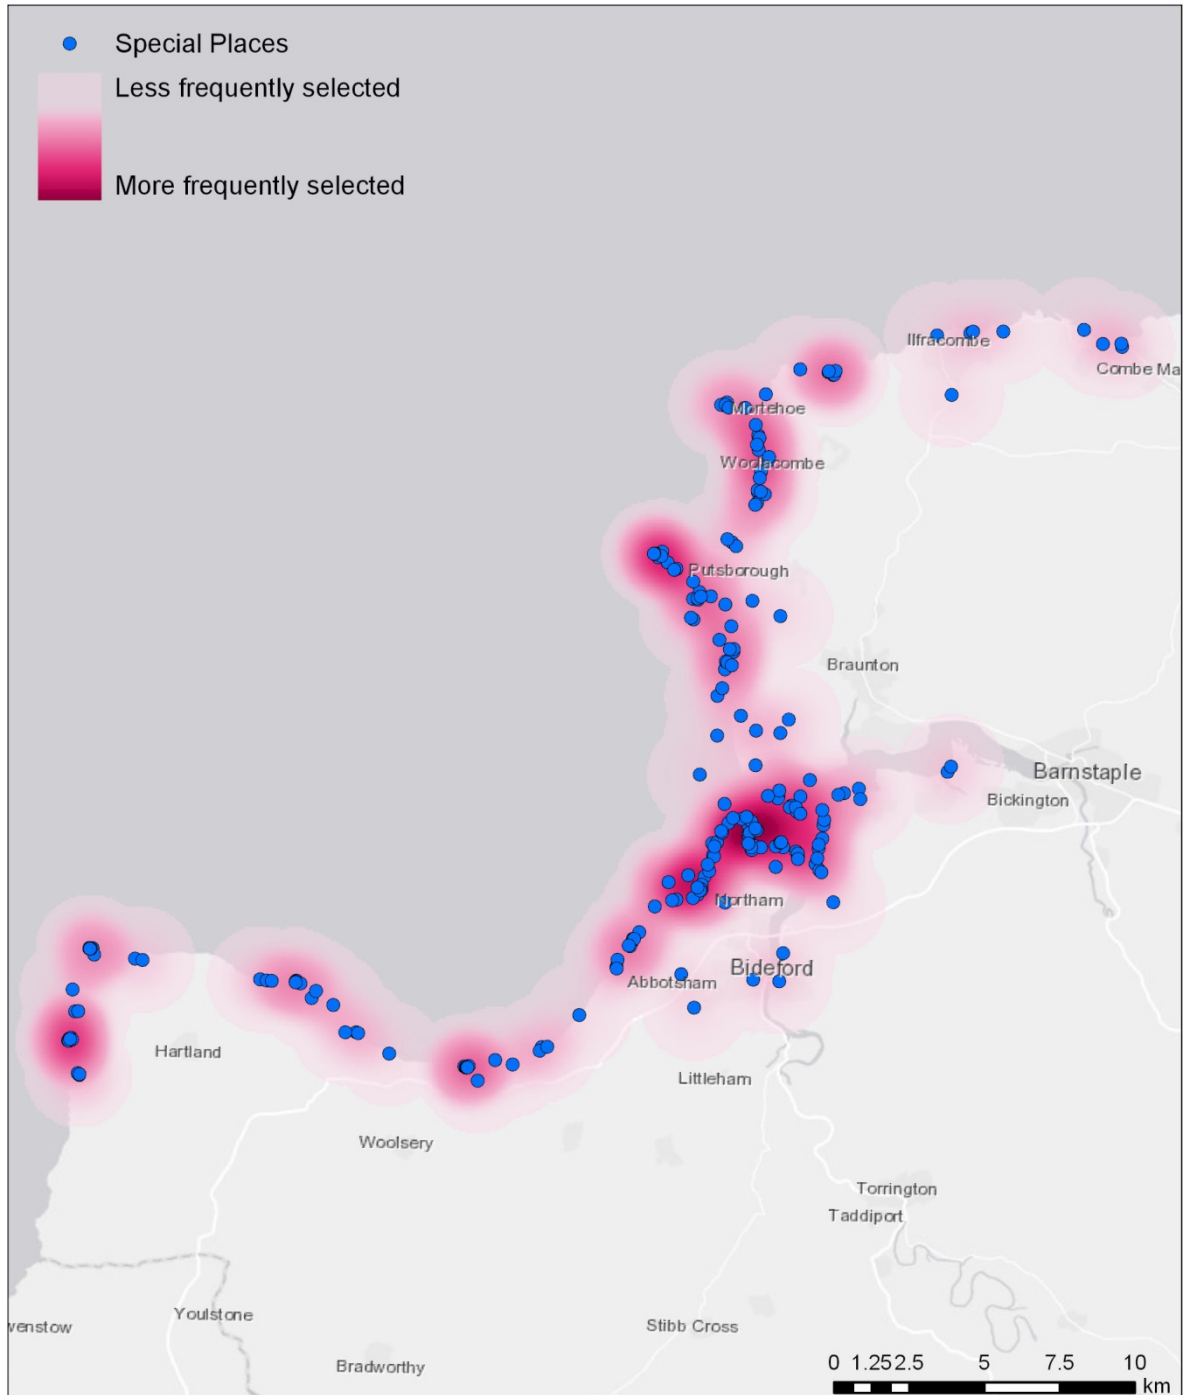 Special Places
Less frequently selected
More frequently selected
Ilfracombe
Combe Ma
Mortehoe
Woolacombe
Putsborough
Braunton
Barnstaple
Bickington
Northam
Bideford
Abbotsham
Hartland
Littleham
Woolsery
Torrington
Taddiport
Youlstone
wenstow
Stibb Cross
Bradworthy
0 1.25 2.5 5 7.5 10
km